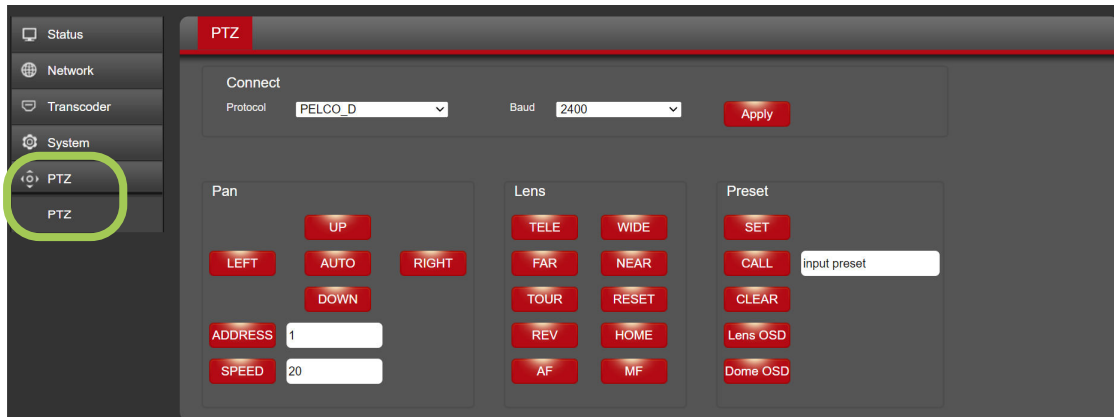 Status
Network
Transcoder
System
PTZ
PTZ
PTZ
Connect
Protocol PELCO_D Baud 2400 Apply
Pan
UP
LEFT AUTO RIGHT
DOWN
ADDRESS 1
SPEED 20
Lens
TELE WIDE
FAR NEAR
TOUR RESET
REV HOME
AF MF
Preset
SET
CALL input preset
CLEAR
Lens OSD
Dome OSD